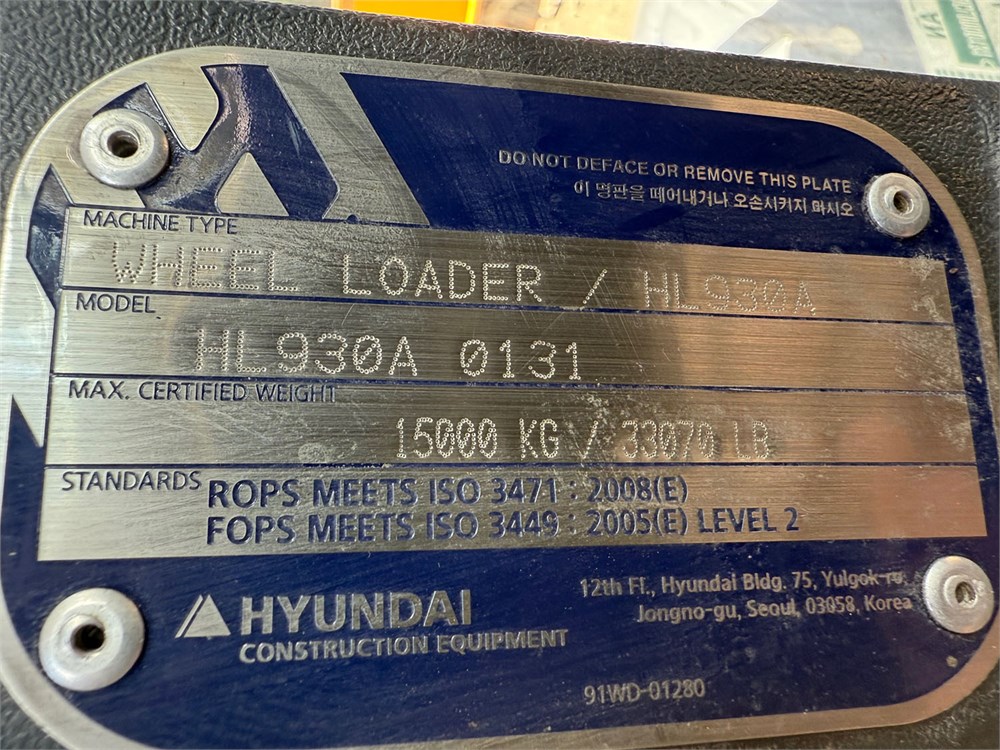 DO NOT DEFACE OR REMOVE THIS PLATE
이 명판을 떼어내거나 오손시키지 마시오
MACHINE TYPE
WHEEL LOADER / HL930A
MODEL
HL930A 0131
MAX. CERTIFIED WEIGHT
15000 KG / 33070 LB
STANDARDS
ROPS MEETS ISO 3471 : 2008(E)
FOPS MEETS ISO 3449 : 2005(E) LEVEL 2
HYUNDAI
CONSTRUCTION EQUIPMENT
12th Fl., Hyundai Bldg. 75, Yulgok-ro,
Jongno-gu, Seoul, 03058, Korea
91WD-01280